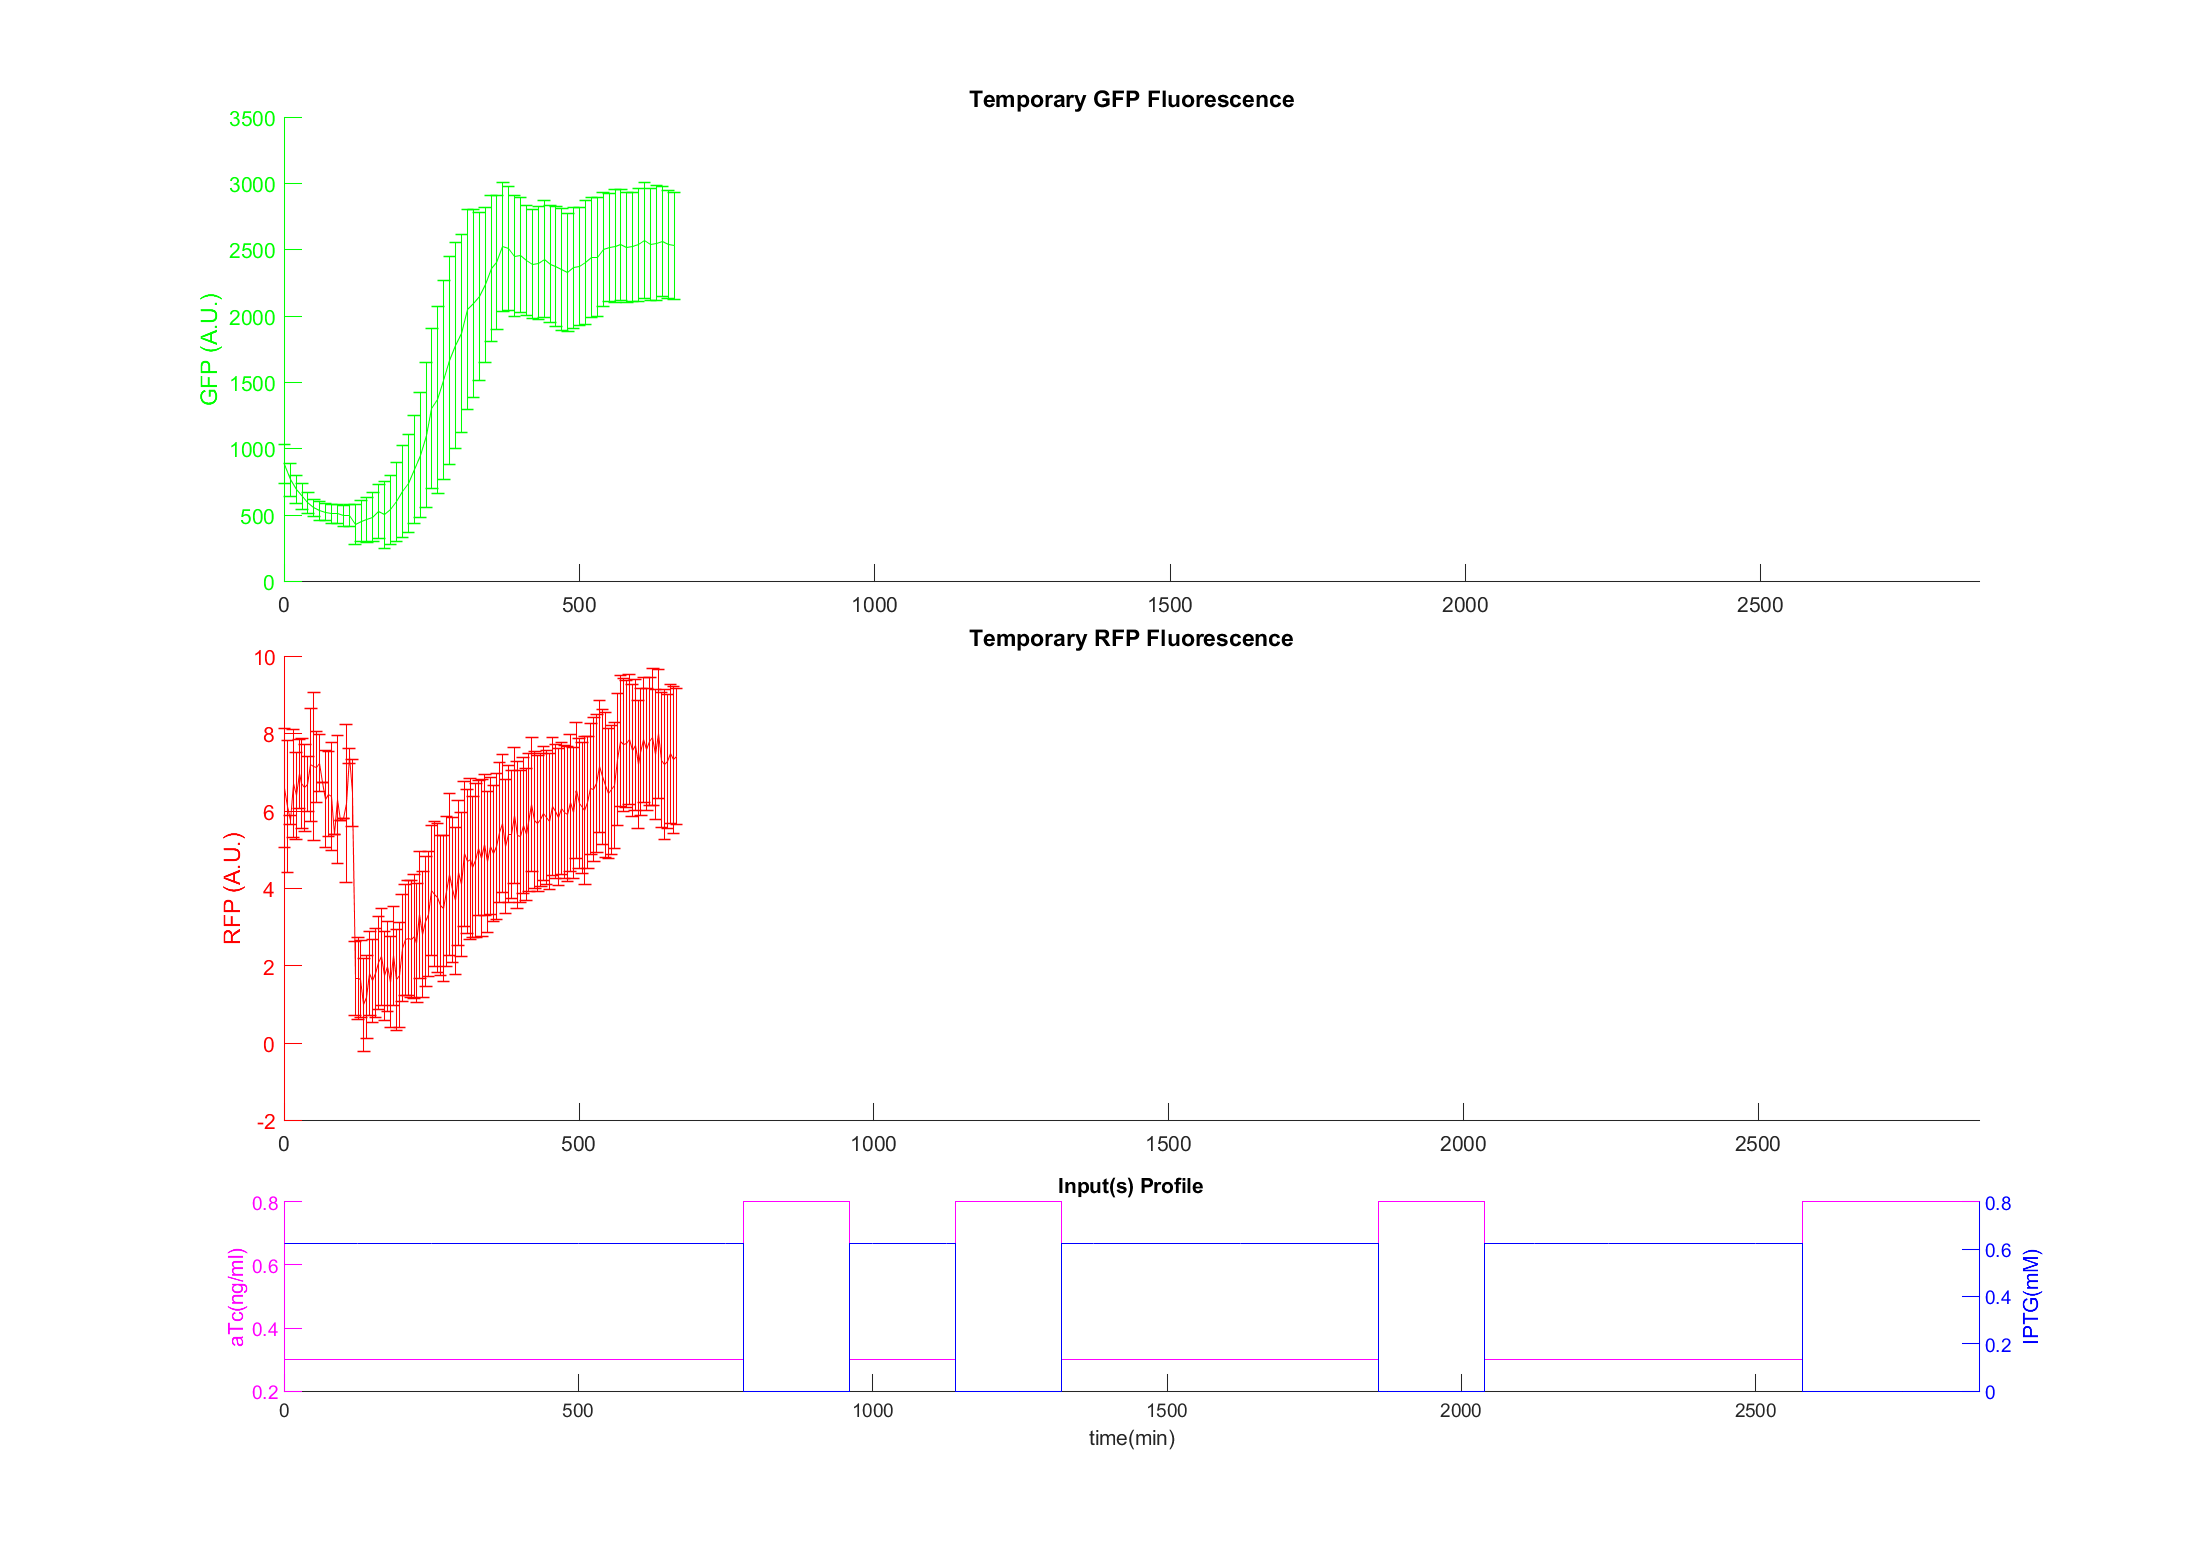 Temporary GFP Fluorescence
3500
3000
2500
2000
1500
1000
500
0
GFP (A.U.)
0 500 1000 1500 2000 2500
Temporary RFP Fluorescence
10
8
6
4
2
0
-2
RFP (A.U.)
0 500 1000 1500 2000 2500
Input(s) Profile
0.8
0.6
0.4
0.2
aTc(ng/ml)
0.8
0.6
0.4
0.2
0
IPTG(mM)
0 500 1000 1500 2000 2500
time(min)